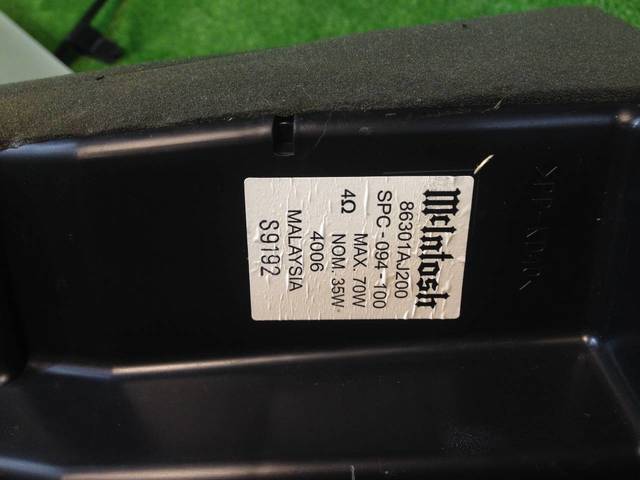 McIntosh
86301AJ200
SPC-094-100
4Ω MAX. 70W
NOM. 35W
4006
MALAYSIA
S9192